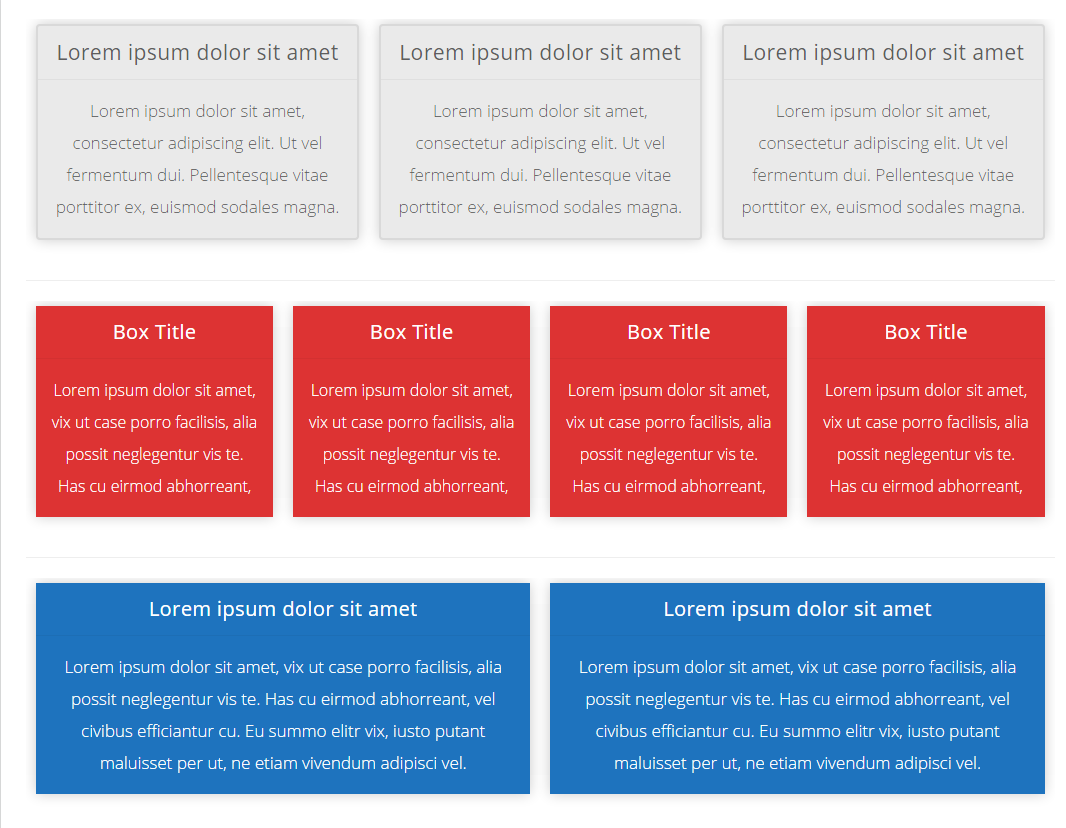 Lorem ipsum dolor sit amet
Lorem ipsum dolor sit amet,
consectetur adipiscing elit. Ut vel
fermentum dui. Pellentesque vitae
porttitor ex, euismod sodales magna.
Lorem ipsum dolor sit amet
Lorem ipsum dolor sit amet,
consectetur adipiscing elit. Ut vel
fermentum dui. Pellentesque vitae
porttitor ex, euismod sodales magna.
Lorem ipsum dolor sit amet
Lorem ipsum dolor sit amet,
consectetur adipiscing elit. Ut vel
fermentum dui. Pellentesque vitae
porttitor ex, euismod sodales magna.
Box Title
Lorem ipsum dolor sit amet,
vix ut case porro facilisis, alia
possit neglegentur vis te.
Has cu eirmod abhorreant,
Box Title
Lorem ipsum dolor sit amet,
vix ut case porro facilisis, alia
possit neglegentur vis te.
Has cu eirmod abhorreant,
Box Title
Lorem ipsum dolor sit amet,
vix ut case porro facilisis, alia
possit neglegentur vis te.
Has cu eirmod abhorreant,
Box Title
Lorem ipsum dolor sit amet,
vix ut case porro facilisis, alia
possit neglegentur vis te.
Has cu eirmod abhorreant,
Lorem ipsum dolor sit amet
Lorem ipsum dolor sit amet, vix ut case porro facilisis, alia
possit neglegentur vis te. Has cu eirmod abhorreant, vel
civibus efficiantur cu. Eu summo elitr vix, iusto putant
maluisset per ut, ne etiam vivendum adipisci vel.
Lorem ipsum dolor sit amet
Lorem ipsum dolor sit amet, vix ut case porro facilisis, alia
possit neglegentur vis te. Has cu eirmod abhorreant, vel
civibus efficiantur cu. Eu summo elitr vix, iusto putant
maluisset per ut, ne etiam vivendum adipisci vel.